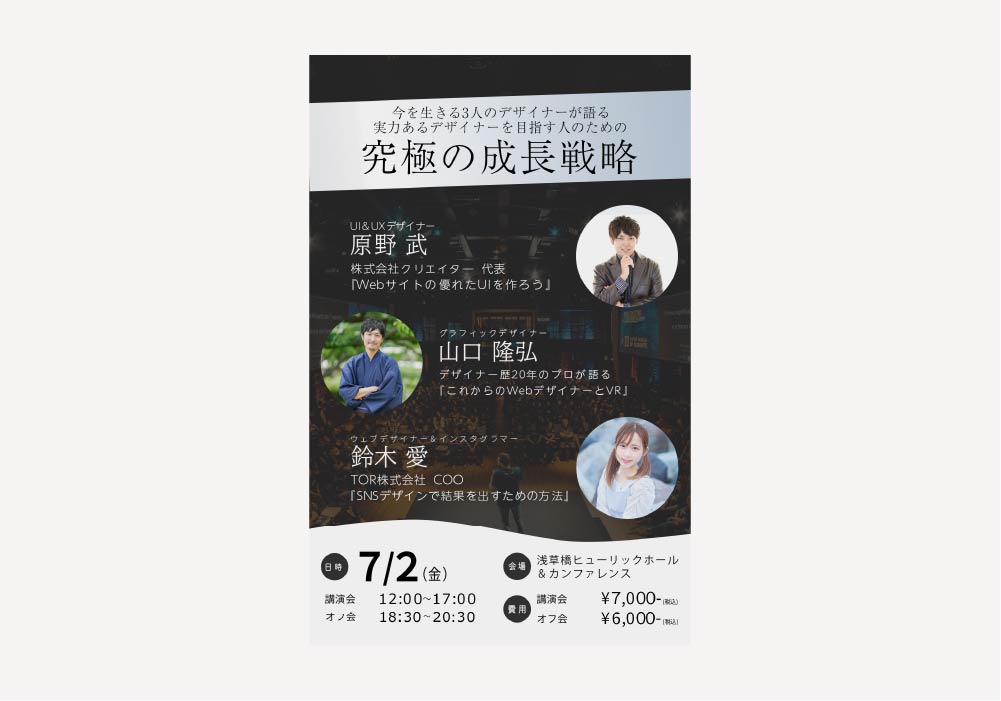 今を生きる3人のデザイナーが語る
実力あるデザイナーを目指す人のための
究極の成長戦略
UI&UXデザイナー
原野 武
株式会社クリエイター 代表
『Webサイトの優れたUIを作ろう』
グラフィックデザイナー
山口 隆弘
デザイナー歴20年のプロが語る
『これからのWebデザイナーとVR』
ウェブデザイナー&インスタグラマー
鈴木 愛
TOR株式会社 COO
『SNSデザインで結果を出すための方法』
日時 7/2(金)
講演会 12:00~17:00
オフ会 18:30~20:30
会場 浅草橋ヒューリックホール
&カンファレンス
費用
講演会 ¥7,000-(税込)
オフ会 ¥6,000-(税込)